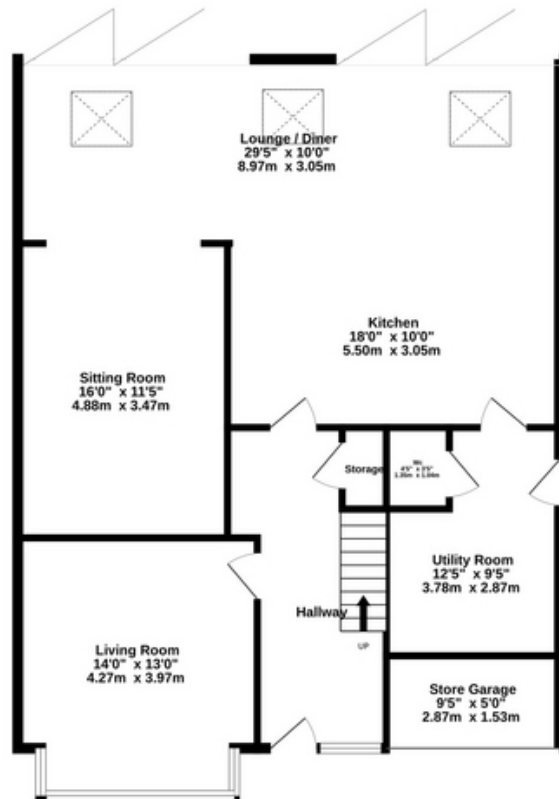 Lounge / Diner
29'5" x 10'0"
8.97m x 3.05m
Kitchen
18'0" x 10'0"
5.50m x 3.05m
Sitting Room
16'0" x 11'5"
4.88m x 3.47m
Storage
Utility Room
12'5" x 9'5"
3.78m x 2.87m
Hallway
UP
Living Room
14'0" x 13'0"
4.27m x 3.97m
Store Garage
9'5" x 5'0"
2.87m x 1.53m